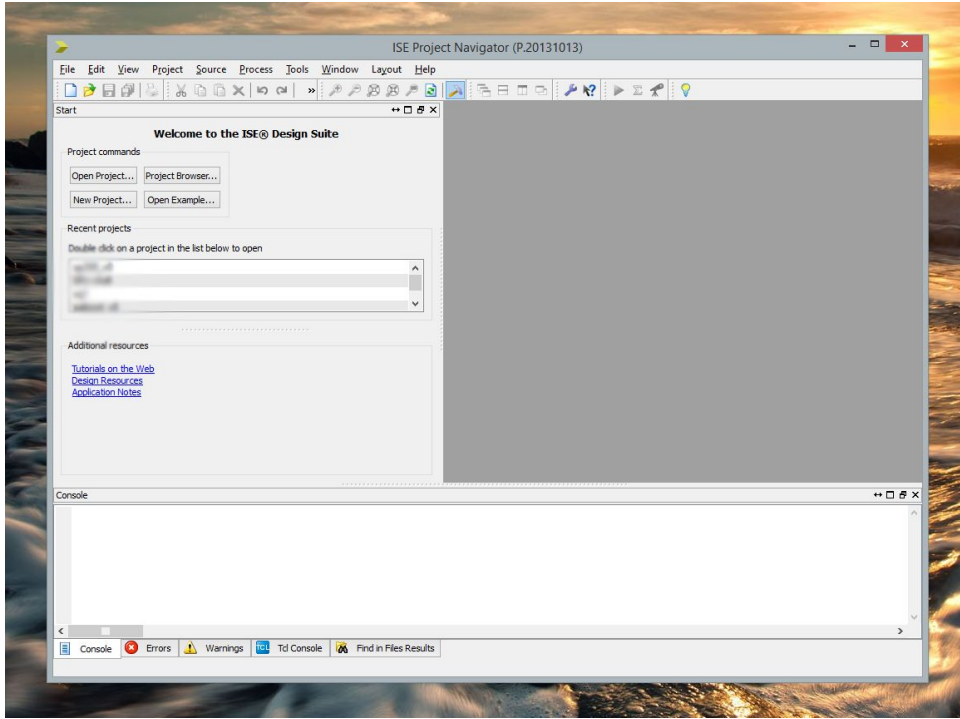 ISE Project Navigator (P.20131013)
File Edit View Project Source Process Tools Window Layout Help
Start
Welcome to the ISE® Design Suite
Project commands
Open Project... Project Browser...
New Project... Open Example...
Recent projects
Double click on a project in the list below to open
Additional resources
Tutorials on the Web
Design Resources
Application Notes
Console
Console Errors Warnings TCL Tcl Console Find in Files Results